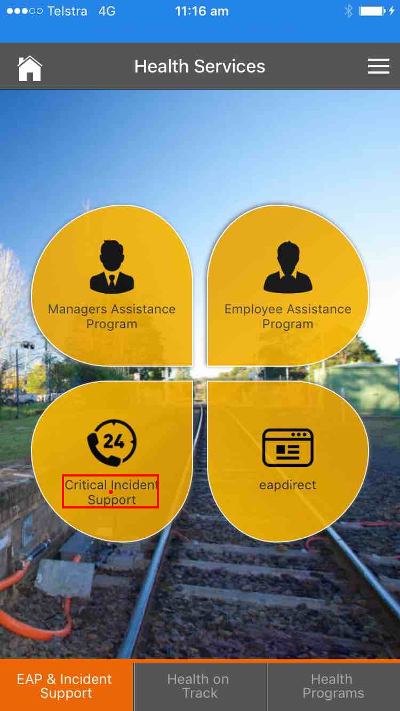 Telstra 4G 11:16 am
Health Services
Managers Assistance
Program
Employee Assistance
Program
24
Critical Incident
Support
eapdirect
EAP & Incident
Support
Health on
Track
Health
Programs